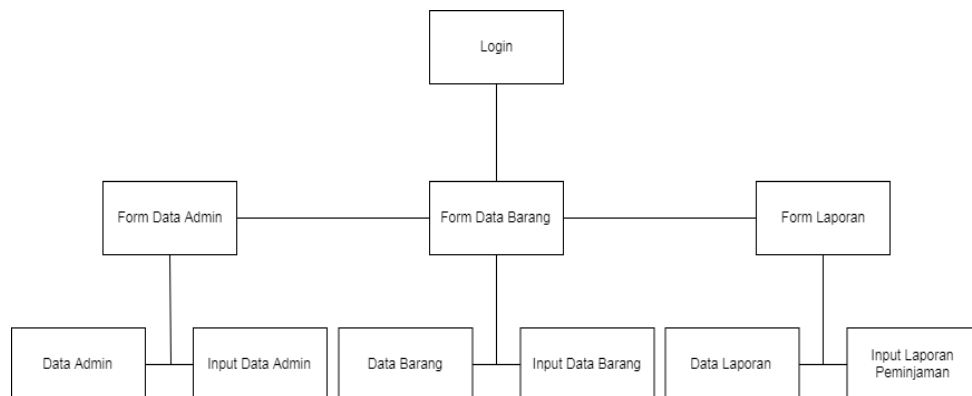 Login
Form Data Admin
Form Data Barang
Form Laporan
Data Admin
Input Data Admin
Data Barang
Input Data Barang
Data Laporan
Input Laporan
Peminjaman